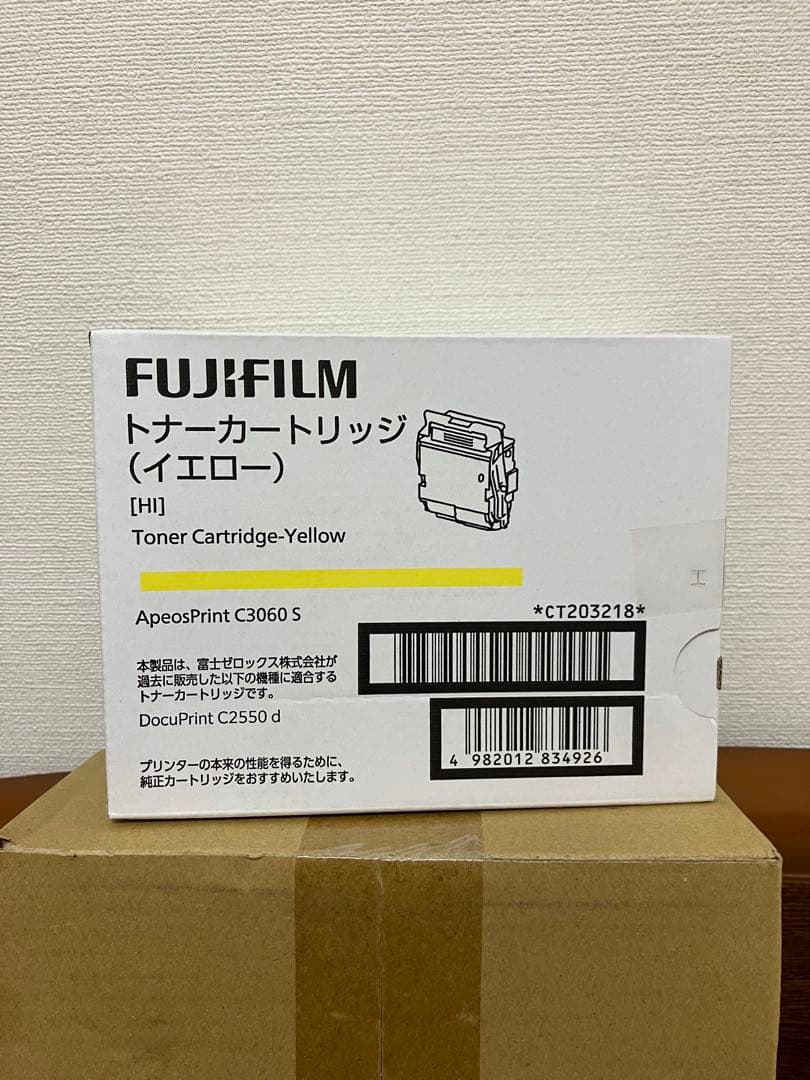 FUJIFILM
トナーカートリッジ
(イエロー)
[HI]
Toner Cartridge-Yellow
ApeosPrint C3060 S
*CT203218*
本製品は、富士ゼロックス株式会社が
過去に販売した以下の機種に適合する
トナーカートリッジです。
DocuPrint C2550 d
4 982012 834926
プリンターの本来の性能を得るために、
純正カートリッジをおすすめいたします。